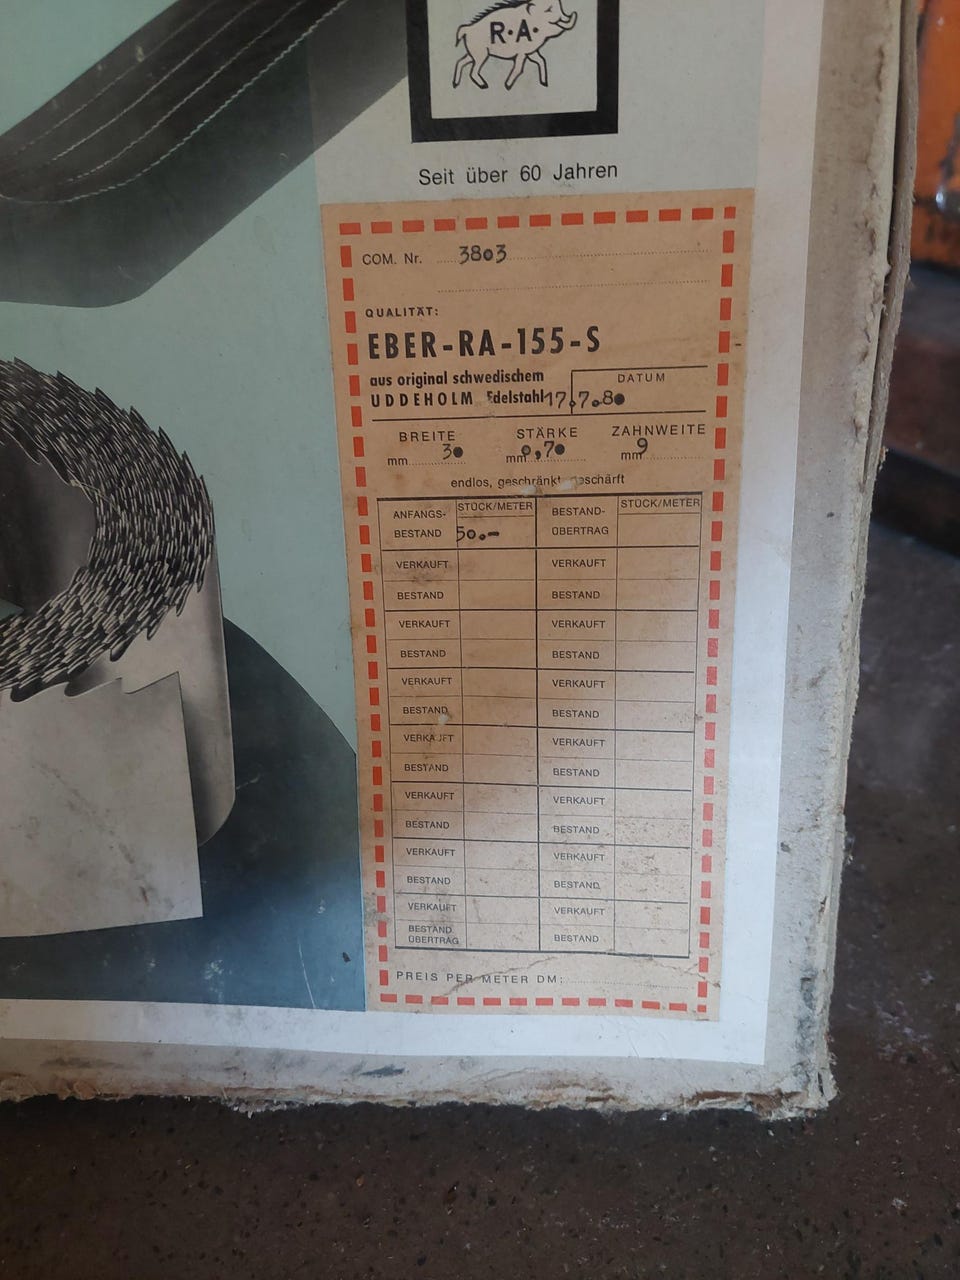 R·A·
Seit über 60 Jahren
COM. Nr. 3803
QUALITÄT:
EBER-RA-155-S
aus original schwedischem
UDDEHOLM Edelstahl
DATUM
17.7.80
BREITE STÄRKE ZAHNWEITE
mm 30 mm 0,70 mm 9
endlos, geschränkt, geschärft
ANFANGS-BESTAND STÜCK/METER BESTAND-ÜBERTRAG STÜCK/METER
50.-
VERKAUFT VERKAUFT
BESTAND BESTAND
VERKAUFT VERKAUFT
BESTAND BESTAND
VERKAUFT VERKAUFT
BESTAND BESTAND
VERKAUFT VERKAUFT
BESTAND BESTAND
VERKAUFT VERKAUFT
BESTAND BESTAND
VERKAUFT VERKAUFT
BESTAND BESTAND
VERKAUFT VERKAUFT
BESTAND ÜBERTRAG BESTAND
PREIS PER METER DM: